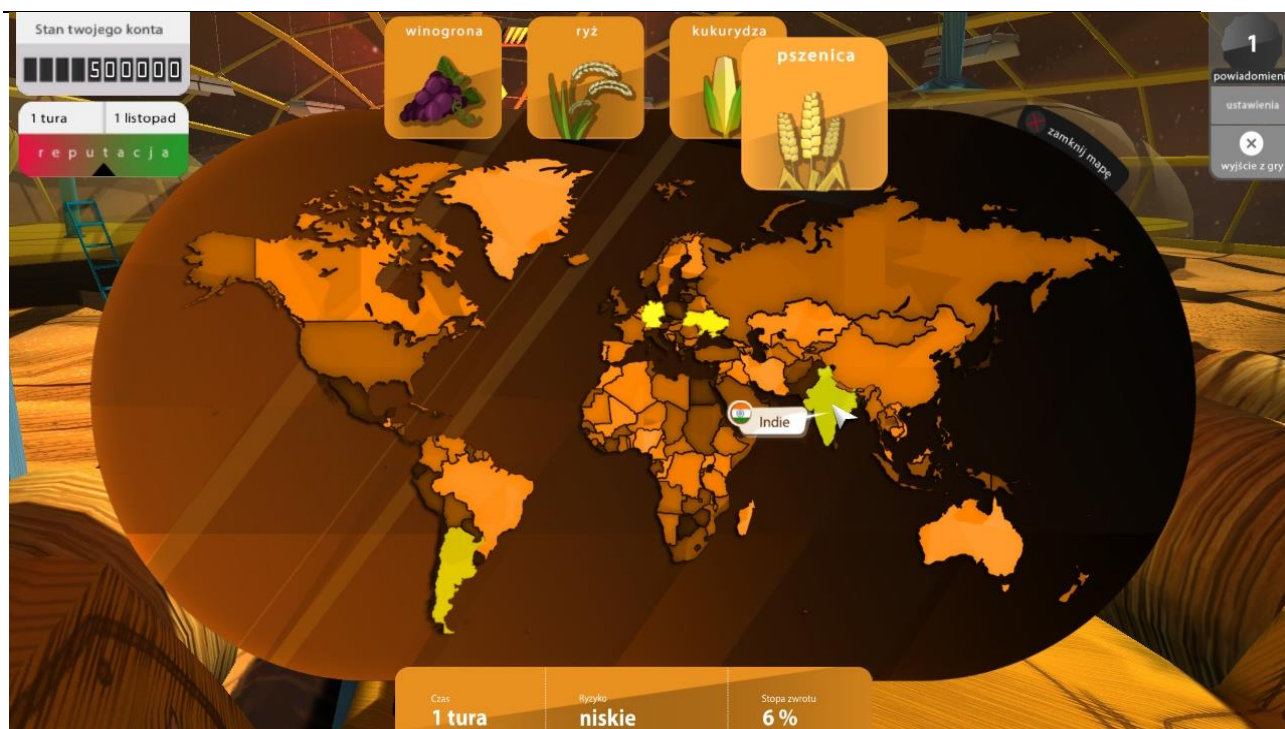 Stan twojego konta
500000
1 tura
1 listopad
reputacja
winogrona
ryż
kukurydza
pszenica
1
powiadomieni
ustawienia
wyjście z gry
zamknij mapę
Indie
Czas
1 tura
Ryzyko
niskie
Stopa zwrotu
6 %